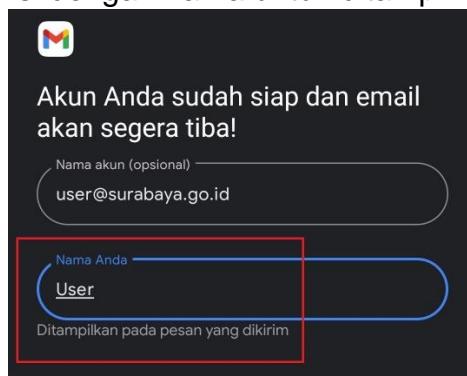 Akun Anda sudah siap dan email
akan segera tiba!
Nama akun (opsional)
user@surabaya.go.id
Nama Anda
User
Ditampilkan pada pesan yang dikirim